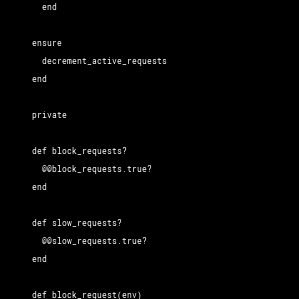 end
ensure
decrement_active_requests
end
private
def block_requests?
@@block_requests.true?
end
def slow_requests?
@@slow_requests.true?
end
def block_request(env)